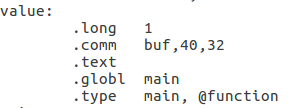 value:
.long 1
.comm buf,40,32
.text
.globl main
.type main, @function